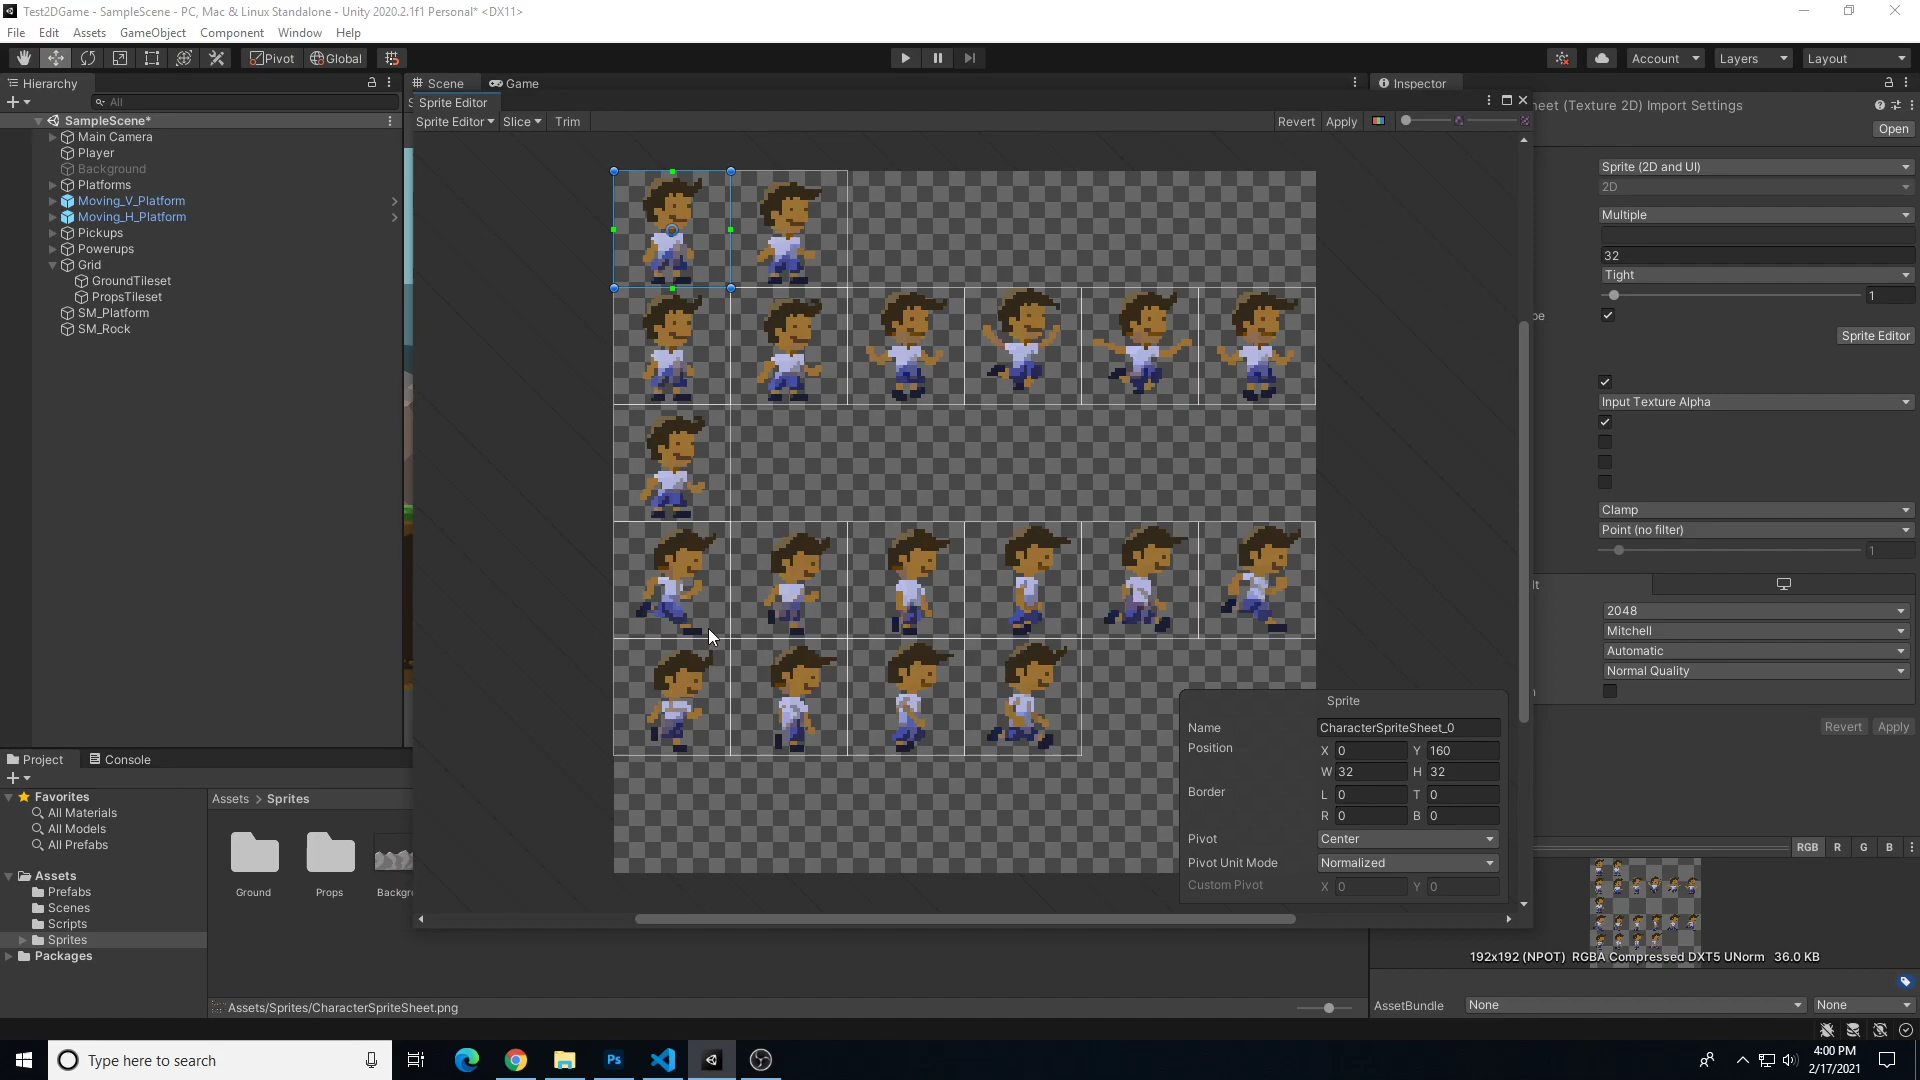 Test2DGame - SampleScene - PC, Mac & Linux Standalone - Unity 2020.2.1f1 Personal* <DX11>
File Edit Assets GameObject Component Window Help
Pivot Global Account Layers Layout
Hierarchy Scene Game Inspector
All
Sprite Editor
heet (Texture 2D) Import Settings
Open
Sprite Editor Slice Trim Revert Apply
SampleScene*
Main Camera
Player
Background
Platforms
Moving_V_Platform
Moving_H_Platform
Pickups
Powerups
Grid
GroundTileset
PropsTileset
SM_Platform
SM_Rock
Sprite (2D and UI)
2D
Multiple
32
Tight
1
Sprite Editor
Input Texture Alpha
Clamp
Point (no filter)
1
lt
2048
Mitchell
Automatic
Normal Quality
Revert Apply
Sprite
Name CharacterSpriteSheet_0
Position X 0 Y 160
W 32 H 32
Border L 0 T 0
R 0 B 0
Pivot Center
Pivot Unit Mode Normalized
Custom Pivot X 0 Y 0
Project Console
Favorites
All Materials
All Models
All Prefabs
Assets
Prefabs
Scenes
Scripts
Sprites
Packages
Assets > Sprites
Ground Props Backgr
Assets/Sprites/CharacterSpriteSheet.png
RGB R G B
192x192 (NPOT) RGBA Compressed DXT5 UNorm 36.0 KB
AssetBundle None None
Type here to search
Ps
4:00 PM
2/17/2021